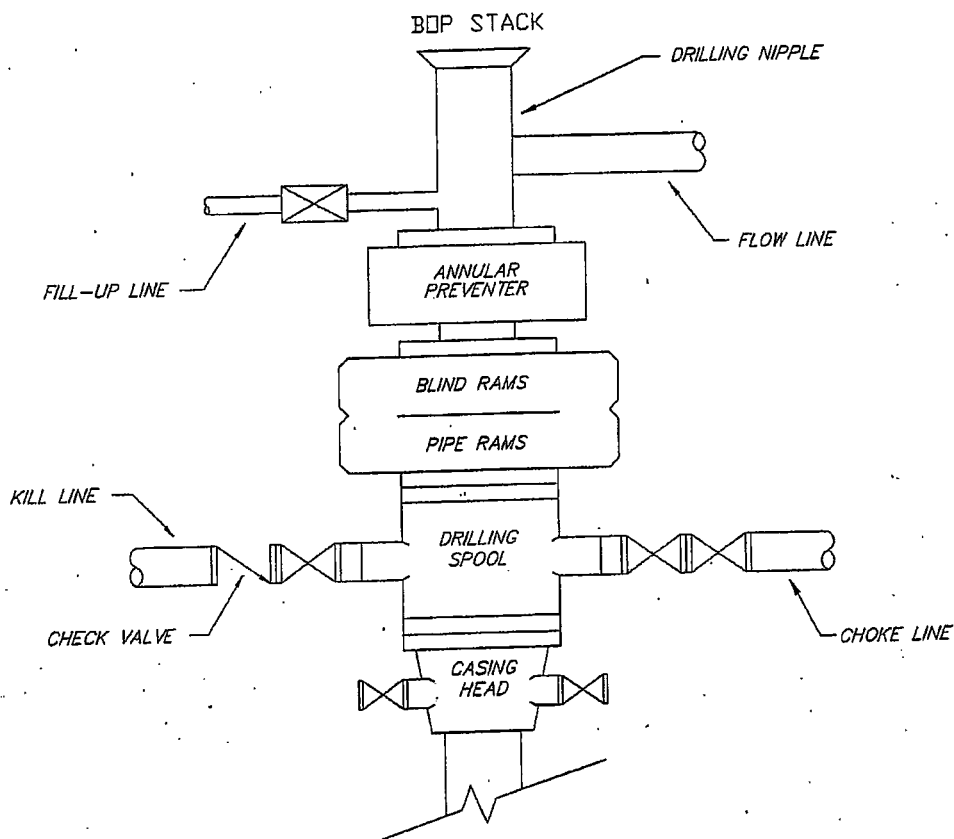 BOP STACK
DRILLING NIPPLE
FLOW LINE
FILL-UP LINE
ANNULAR
PREVENTER
BLIND RAMS
PIPE RAMS
KILL LINE
DRILLING
SPOOL
CHECK VALVE
CHOKE LINE
CASING
HEAD